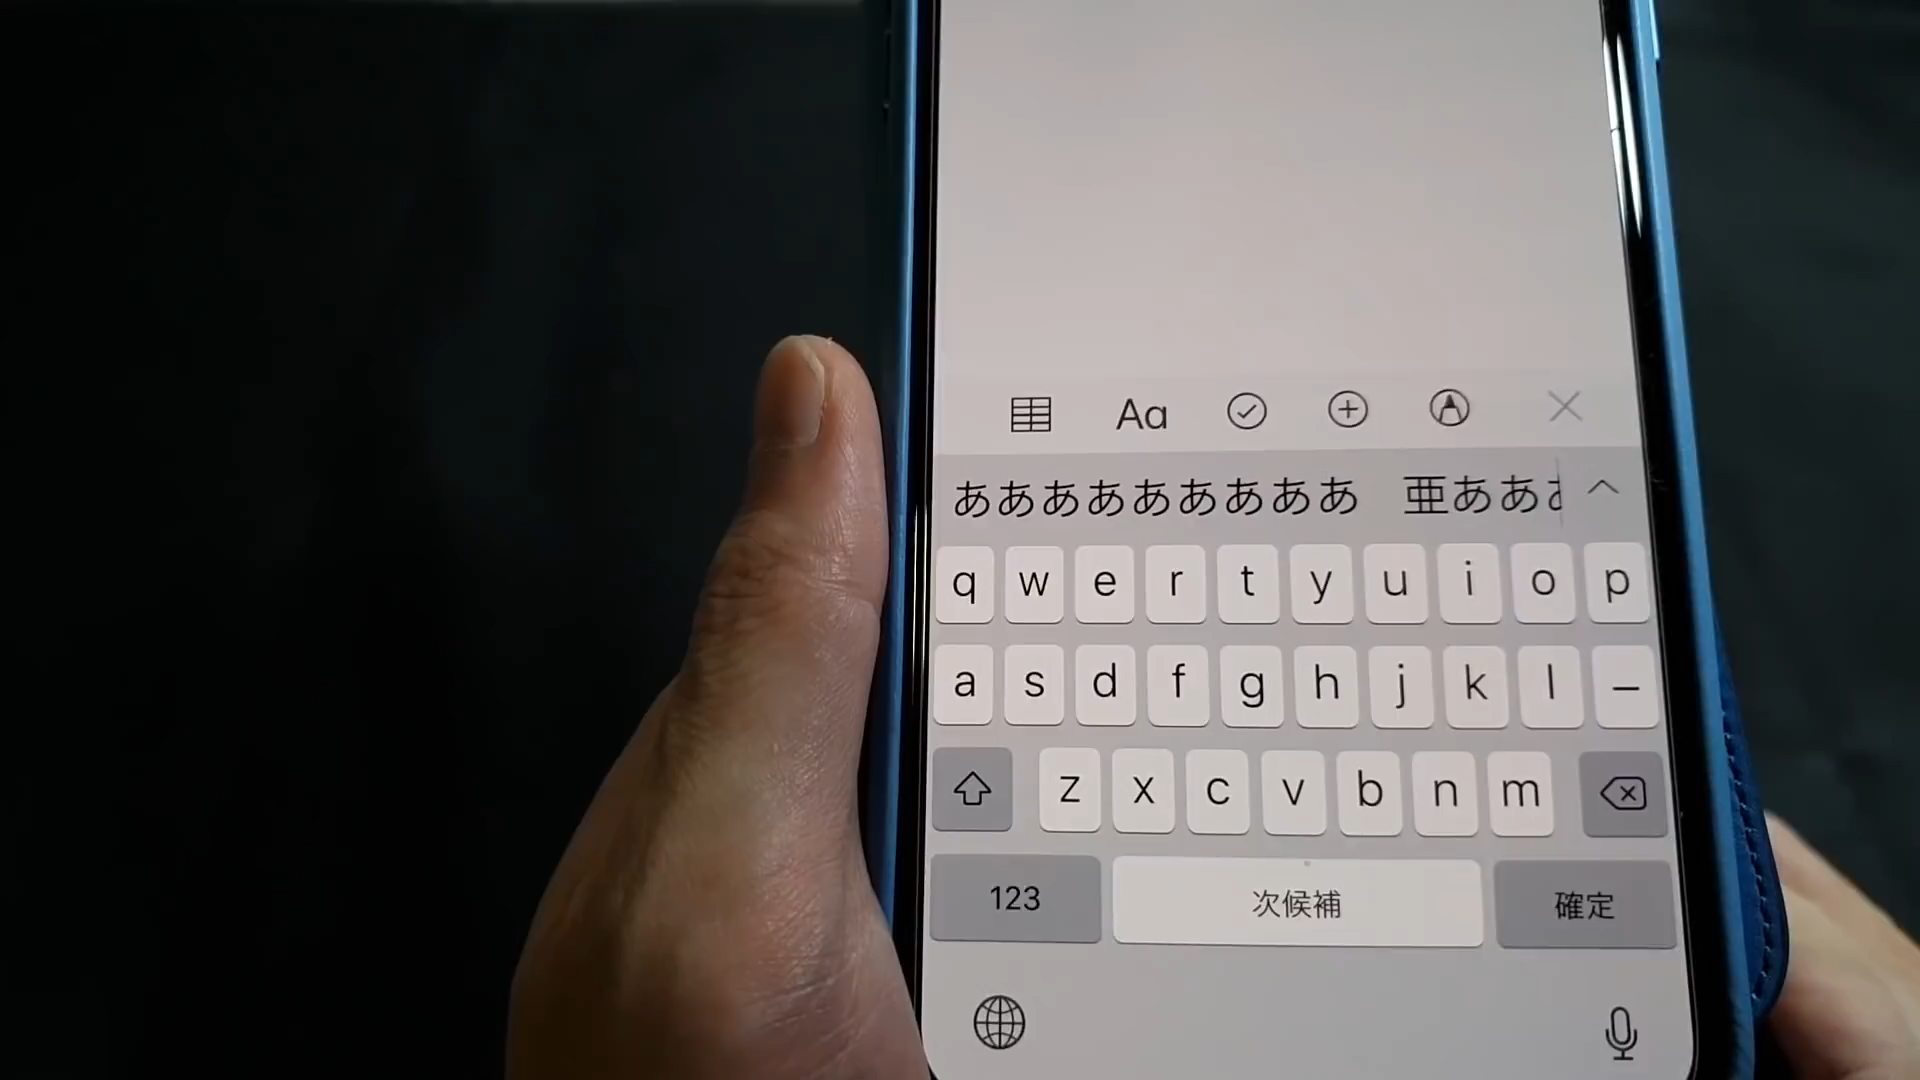 Aa
あああああああああ 亜あああ
q w e r t y u i o p
a s d f g h j k l ー
z x c v b n m
123 次候補 確定